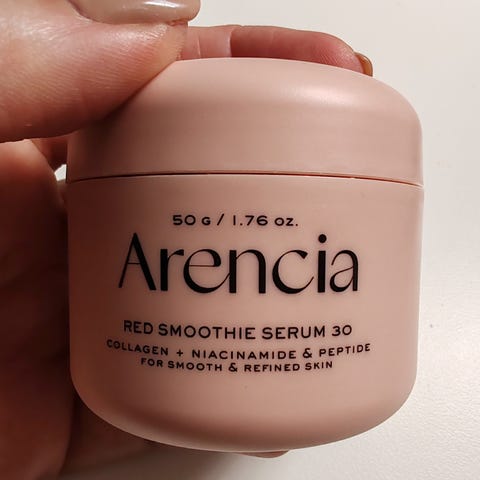 50 G / 1.76 OZ.
Arencia
RED SMOOTHIE SERUM 30
COLLAGEN + NIACINAMIDE & PEPTIDE
FOR SMOOTH & REFINED SKIN